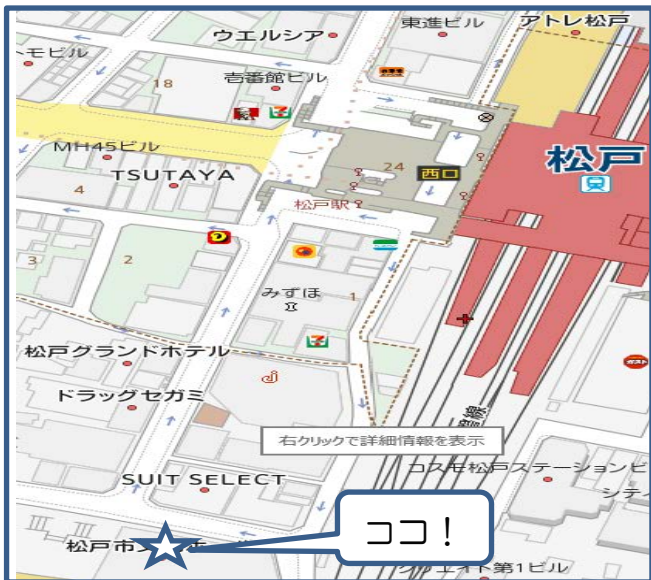 東進ビル
アトレ松戸
ウエルシア
トモビル
壱番館ビル
18
松戸
MH45ビル
24
西口
TSUTAYA
4
松戸駅
3
2
みずほ
1
松戸グランドホテル
ドラッグセガミ
右クリックで詳細情報を表示
コスモ松戸ステーションビ
SUIT SELECT
シティ
ココ！
松戸市
第1ビル